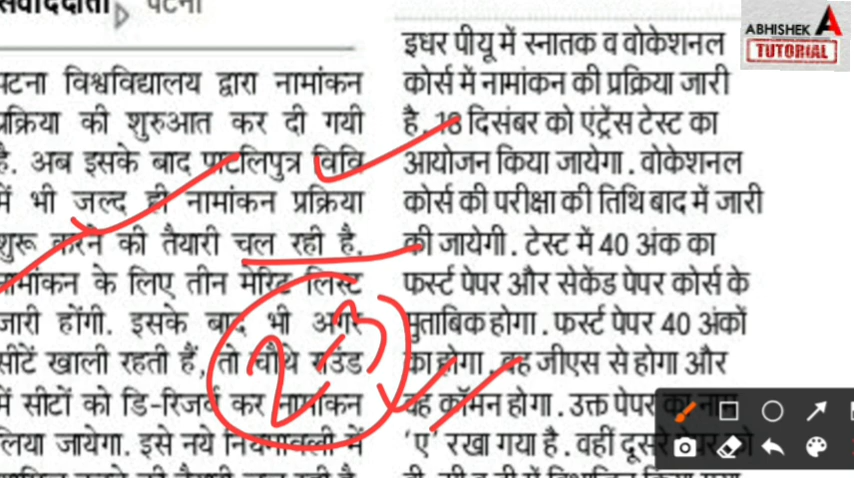 संवाददाता पटना
पटना विश्वविद्यालय द्वारा नामांकन
प्रक्रिया की शुरुआत कर दी गयी
है. अब इसके बाद पाटलिपुत्र विवि
में भी जल्द ही नामांकन प्रक्रिया
शुरू करने की तैयारी चल रही है.
नामांकन के लिए तीन मेरिट लिस्ट
जारी होंगी. इसके बाद भी अगर
सीटें खाली रहती हैं, तो चौथे राउंड
में सीटों को डि-रिजर्व कर नामांकन
लिया जायेगा. इसे नये नियमावली में
2-3
इधर पीयू में स्नातक व वोकेशनल
कोर्स में नामांकन की प्रक्रिया जारी
है. 18 दिसंबर को एंट्रेंस टेस्ट का
आयोजन किया जायेगा. वोकेशनल
कोर्स की परीक्षा की तिथि बाद में जारी
की जायेगी. टेस्ट में 40 अंक का
फर्स्ट पेपर और सेकेंड पेपर कोर्स के
मुताबिक होगा. फर्स्ट पेपर 40 अंकों
का होगा. वह जीएस से होगा और
वह कॉमन होगा. उक्त पेपर का नाम
'ए' रखा गया है. वहीं दूसरे पेपर को
ABHISHEK A
TUTORIAL